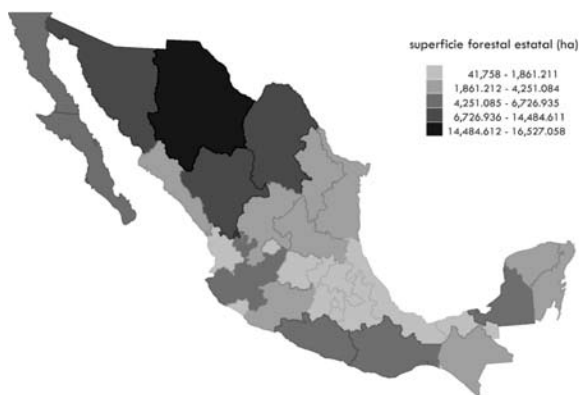 superficie forestal estatal (ha)
41,758 - 1,861.211
1,861.212 - 4,251.084
4,251.085 - 6,726.935
6,726.936 - 14,484.611
14,484.612 - 16,527.058